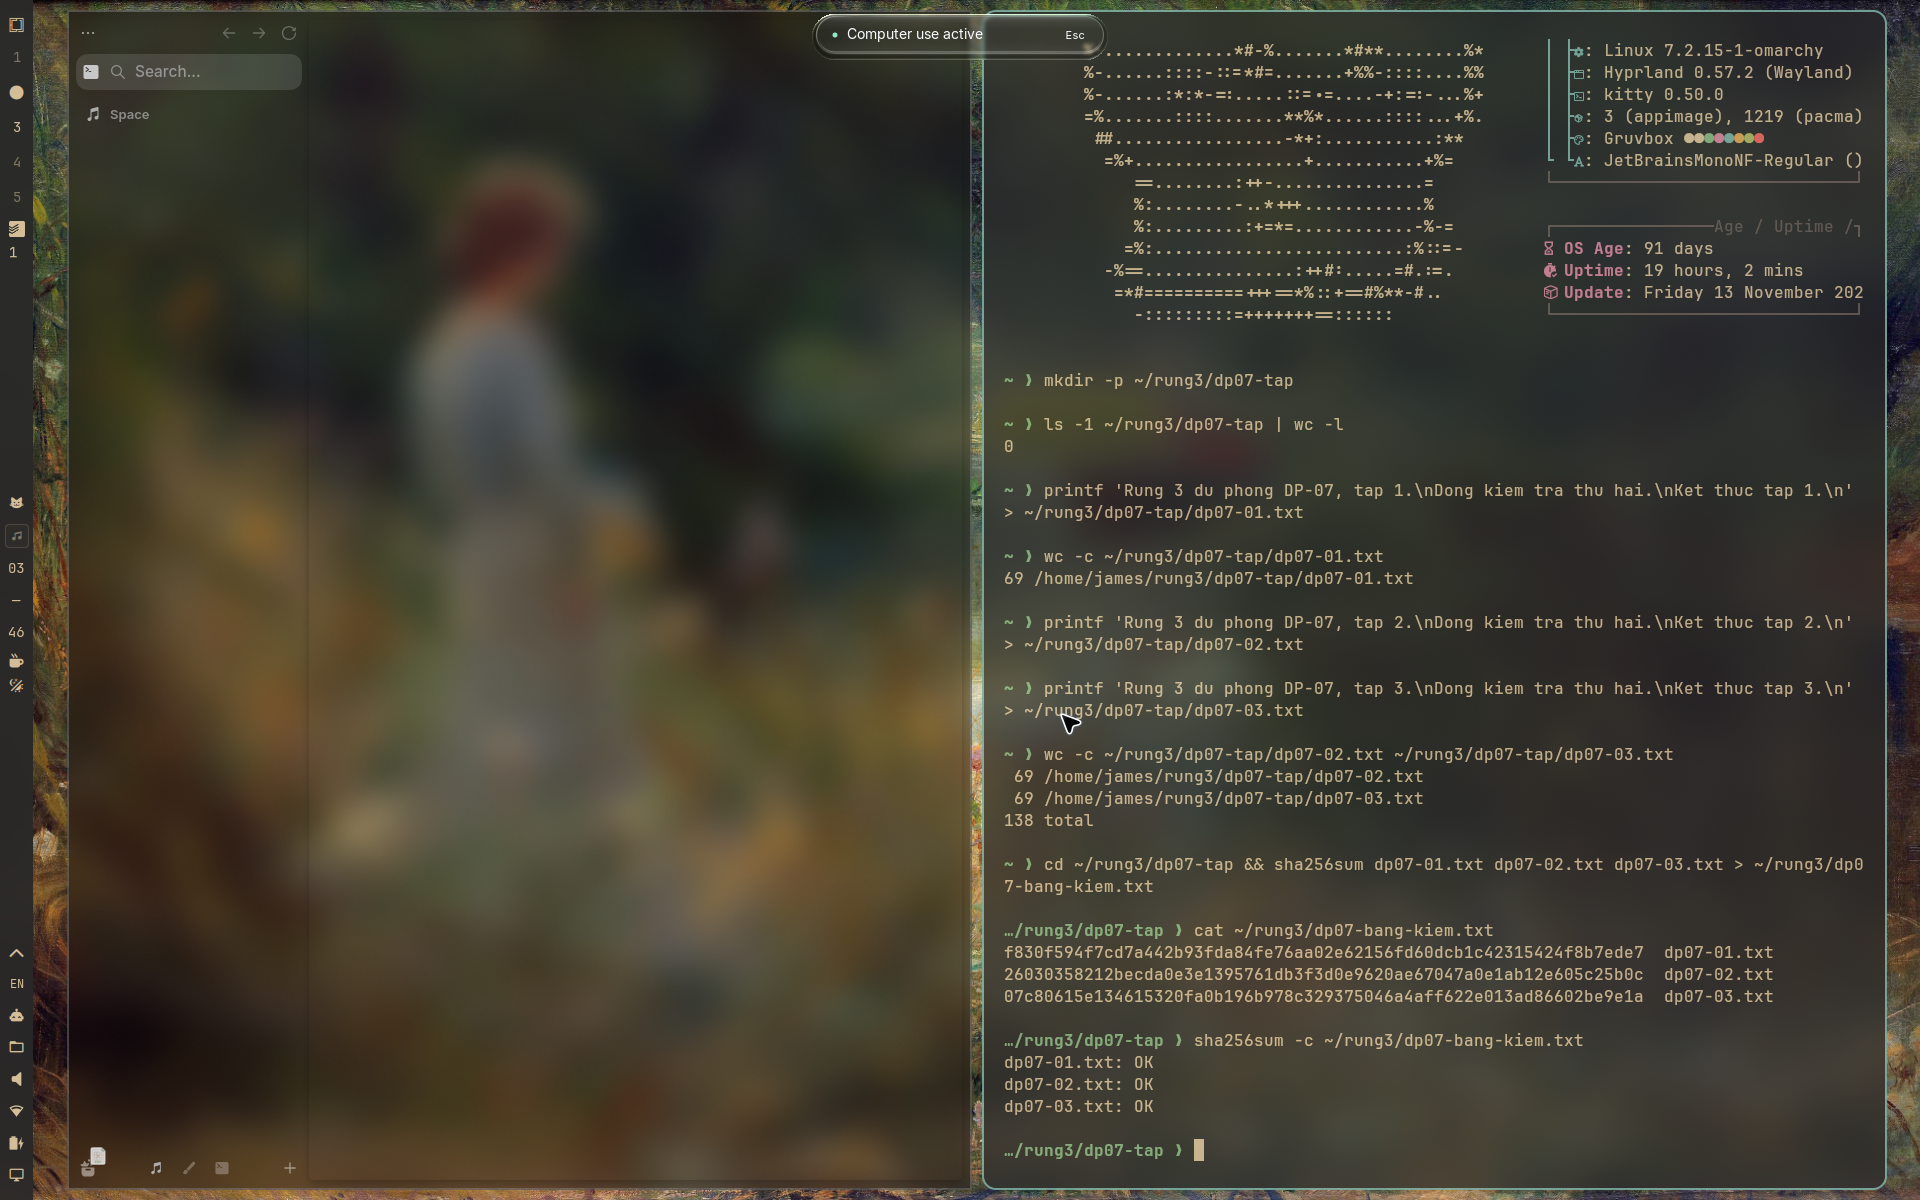 1
3
4
5
1
03
—
46
EN
...
Search...
Space
Computer use active
Esc
%.............*#-%.......*#**........%*
%-......::::-::=*#=.......+%%-::::....%%
%-......:*:*-==:.....::=•=....-+:=:-...%+
=%.......::::.......**%*......::::...+%.
##.................-*+:...........:**
=%+.................+...........+%=
==........:++-...............=
%:........-..*+++............%
%:.........:+=*=............-%-=
=%:.........................:%::=-
-%==...............:++#:.....=#.:=.
=*#==========+++==*%::+==#%**-#..
-:::::::::=+++++++==::::::
: Linux 7.2.15-1-omarchy
: Hyprland 0.57.2 (Wayland)
: kitty 0.50.0
: 3 (appimage), 1219 (pacma)
: Gruvbox
: JetBrainsMonoNF-Regular ()
Age / Uptime /
OS Age: 91 days
Uptime: 19 hours, 2 mins
Update: Friday 13 November 202
~ ❯ mkdir -p ~/rung3/dp07-tap
~ ❯ ls -1 ~/rung3/dp07-tap | wc -l
0
~ ❯ printf 'Rung 3 du phong DP-07, tap 1.\nDong kiem tra thu hai.\nKet thuc tap 1.\n'
> ~/rung3/dp07-tap/dp07-01.txt
~ ❯ wc -c ~/rung3/dp07-tap/dp07-01.txt
69 /home/james/rung3/dp07-tap/dp07-01.txt
~ ❯ printf 'Rung 3 du phong DP-07, tap 2.\nDong kiem tra thu hai.\nKet thuc tap 2.\n'
> ~/rung3/dp07-tap/dp07-02.txt
~ ❯ printf 'Rung 3 du phong DP-07, tap 3.\nDong kiem tra thu hai.\nKet thuc tap 3.\n'
> ~/rung3/dp07-tap/dp07-03.txt
~ ❯ wc -c ~/rung3/dp07-tap/dp07-02.txt ~/rung3/dp07-tap/dp07-03.txt
69 /home/james/rung3/dp07-tap/dp07-02.txt
69 /home/james/rung3/dp07-tap/dp07-03.txt
138 total
~ ❯ cd ~/rung3/dp07-tap && sha256sum dp07-01.txt dp07-02.txt dp07-03.txt > ~/rung3/dp0
7-bang-kiem.txt
…/rung3/dp07-tap ❯ cat ~/rung3/dp07-bang-kiem.txt
f830f594f7cd7a442b93fda84fe76aa02e62156fd60dcb1c42315424f8b7ede7  dp07-01.txt
26030358212becda0e3e1395761db3f3d0e9620ae67047a0e1ab12e605c25b0c  dp07-02.txt
07c80615e134615320fa0b196b978c329375046a4aff622e013ad86602be9e1a  dp07-03.txt
…/rung3/dp07-tap ❯ sha256sum -c ~/rung3/dp07-bang-kiem.txt
dp07-01.txt: OK
dp07-02.txt: OK
dp07-03.txt: OK
…/rung3/dp07-tap ❯